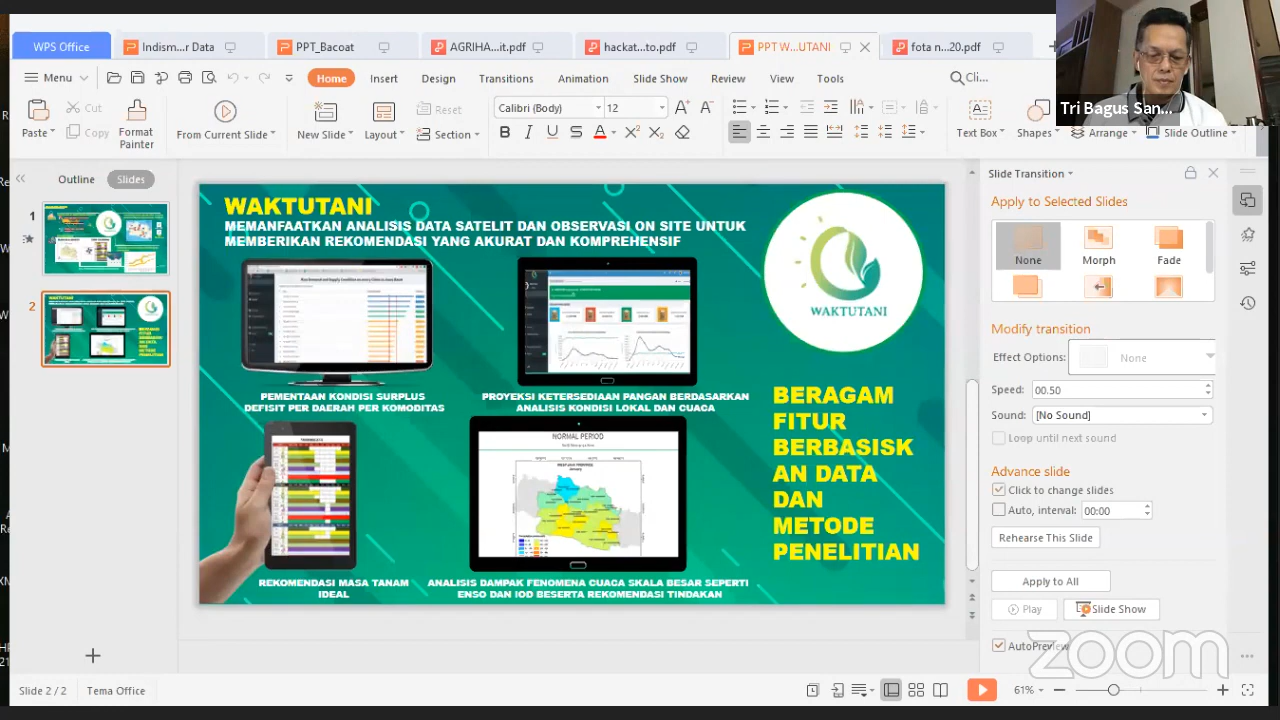 WPS Office
Indism...r Data
PPT_Bacoat
AGRIHA...it.pdf
hackat...to.pdf
PPT W...UTANI
fota n...20.pdf
Tri Bagus San...
Menu
Home
Insert
Design
Transitions
Animation
Slide Show
Review
View
Tools
Cli...
Paste
Cut
Copy
Format
Painter
From Current Slide
New Slide
Layout
Reset
Section
Calibri (Body)
12
Text Box
Shapes
Arrange
Slide Outline
Outline
Slides
1
2
WAKTUTANI
MEMANFAATKAN ANALISIS DATA SATELIT DAN OBSERVASI ON SITE UNTUK
MEMBERIKAN REKOMENDASI YANG AKURAT DAN KOMPREHENSIF
WAKTUTANI
PEMENTAAN KONDISI SURPLUS
DEFISIT PER DAERAH PER KOMODITAS
PROYEKSI KETERSEDIAAN PANGAN BERDASARKAN
ANALISIS KONDISI LOKAL DAN CUACA
NORMAL PERIOD
REKOMENDASI MASA TANAM
IDEAL
ANALISIS DAMPAK FENOMENA CUACA SKALA BESAR SEPERTI
ENSO DAN IOD BESERTA REKOMENDASI TINDAKAN
BERAGAM
FITUR
BERBASISK
AN DATA
DAN
METODE
PENELITIAN
Slide Transition
Apply to Selected Slides
None
Morph
Fade
Modify transition
Effect Options:
None
Speed:
00.50
Sound:
[No Sound]
Loop until next sound
Advance slide
Click to change slides
Auto, interval:
00:00
Rehearse This Slide
Apply to All
Play
Slide Show
AutoPreview
zoom
Slide 2 / 2
Tema Office
61%